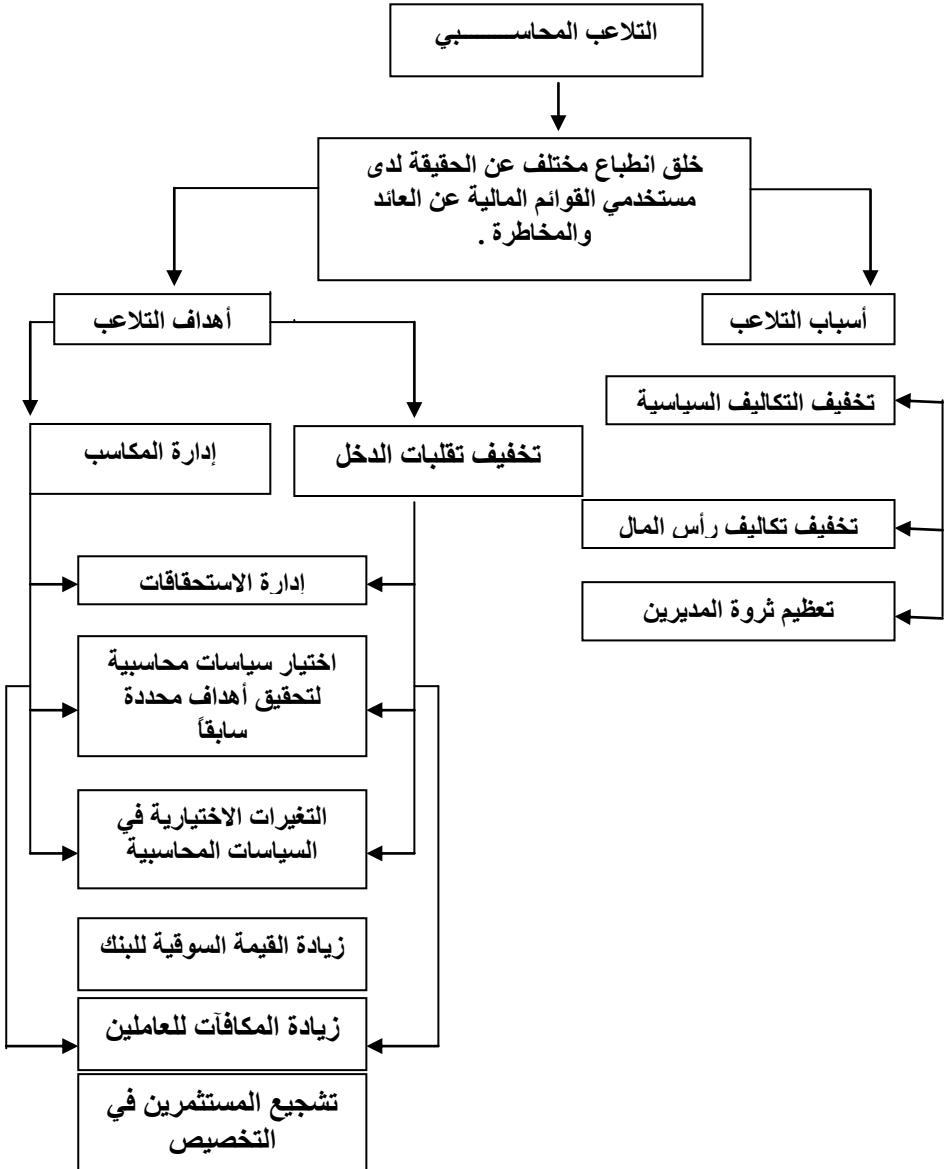 التلاعب المحاســـــــبي
خلق انطباع مختلف عن الحقيقة لدى
مستخدمي القوائم المالية عن العائد
والمخاطرة .
أسباب التلاعب
أهداف التلاعب
تخفيف التكاليف السياسية
تخفيف تكاليف رأس المال
تعظيم ثروة المديرين
تخفيف تقلبات الدخل
إدارة المكاسب
إدارة الاستحقاقات
اختيار سياسات محاسبية
لتحقيق أهداف محددة
سابقاً
التغيرات الاختيارية في
السياسات المحاسبية
زيادة القيمة السوقية للبنك
زيادة المكافآت للعاملين
تشجيع المستثمرين في
التخصيص